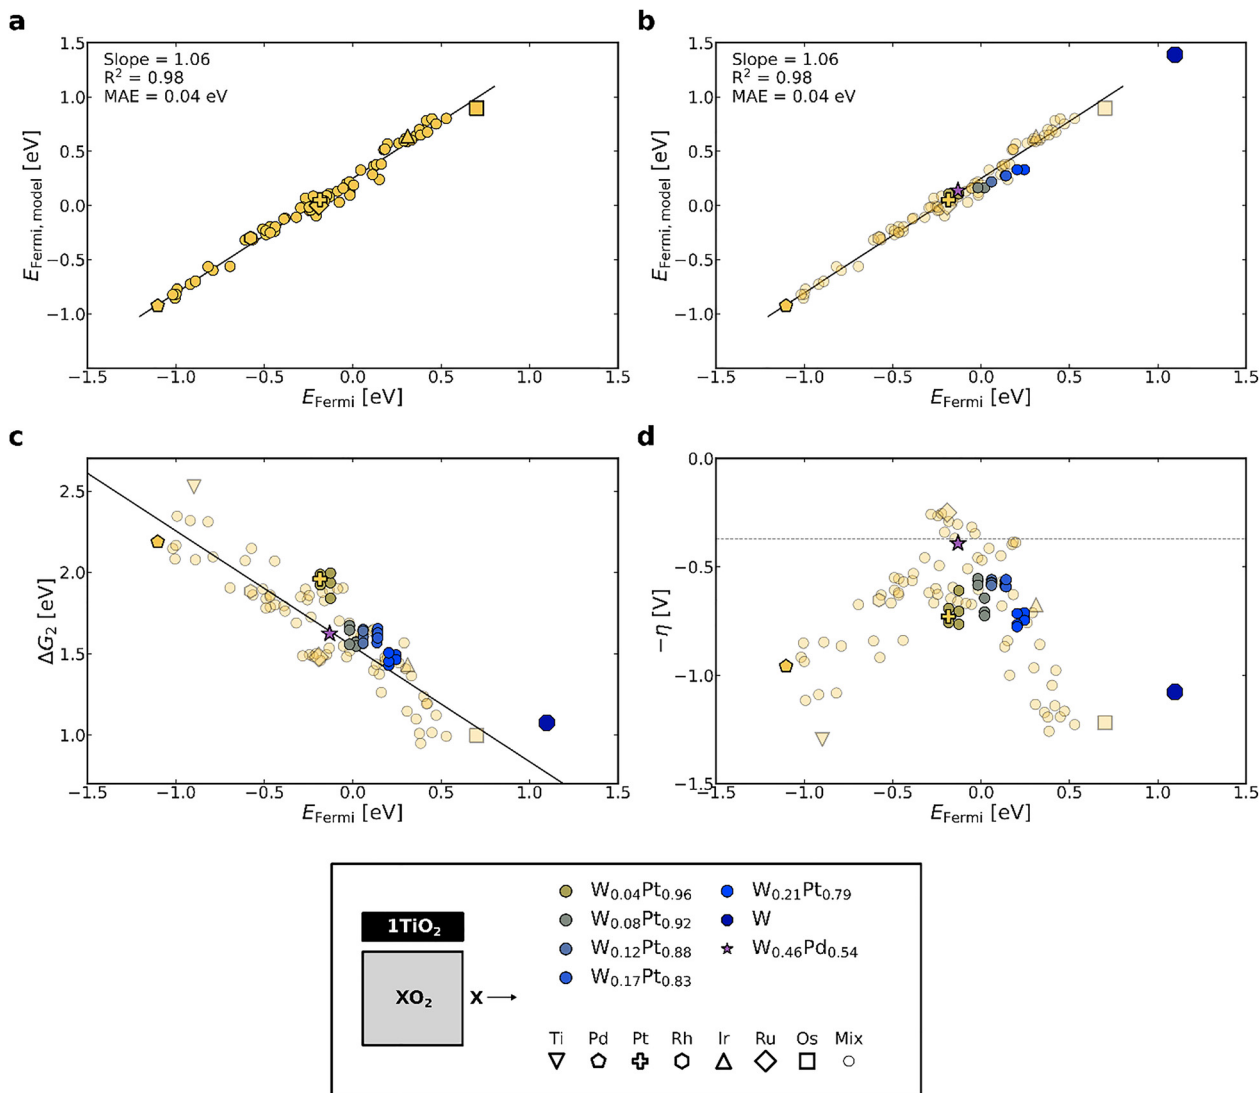 a
Slope = 1.06
R² = 0.98
MAE = 0.04 eV
E_Fermi,model [eV]
1.5
1.0
0.5
0.0
−0.5
−1.0
−1.5
−1.0
−0.5
0.0
0.5
1.0
1.5
E_Fermi [eV]
b
Slope = 1.06
R² = 0.98
MAE = 0.04 eV
E_Fermi,model [eV]
1.5
1.0
0.5
0.0
−0.5
−1.0
−1.5
−1.0
−0.5
0.0
0.5
1.0
1.5
E_Fermi [eV]
c
ΔG₂
2.5
2.0
1.5
1.0
−1.5
−1.0
−0.5
0.0
0.5
1.0
1.5
E_Fermi [eV]
d
−η [V]
0.0
−0.5
−1.0
−1.5
−1.5
−1.0
−0.5
0.0
0.5
1.0
1.5
E_Fermi [eV]
1TiO₂
XO₂
X
W₀.₀₄Pt₀.₉₆
W₀.₀₈Pt₀.₉₂
W₀.₁₂Pt₀.₈₈
W₀.₁₇Pt₀.₈₃
W₀.₂₁Pt₀.₇₉
W
W₀.₄₆Pd₀.₅₄
Ti Pd Pt Rh Ir Ru Os Mix